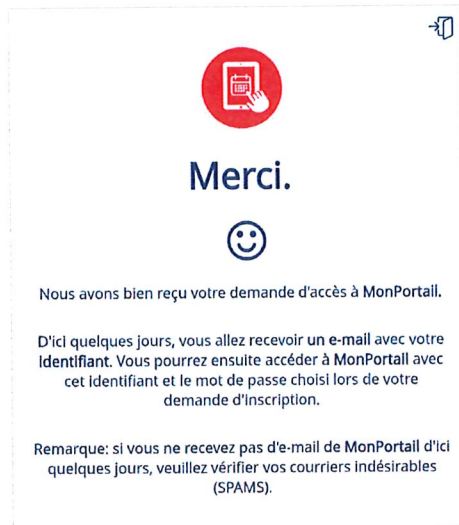 Merci.
Nous avons bien reçu votre demande d'accès à MonPortail.
D'ici quelques jours, vous allez recevoir un e-mail avec votre
identifiant. Vous pourrez ensuite accéder à MonPortail avec
cet identifiant et le mot de passe choisi lors de votre
demande d'inscription.
Remarque: si vous ne recevez pas d'e-mail de MonPortail d'ici
quelques jours, veuillez vérifier vos courriers indésirables
(SPAMS).